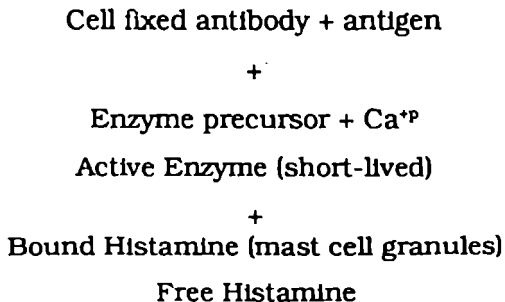 Cell fixed antibody + antigen
+
Enzyme precursor + Ca⁺ᵖ
Active Enzyme (short-lived)
+
Bound Histamine (mast cell granules)
Free Histamine